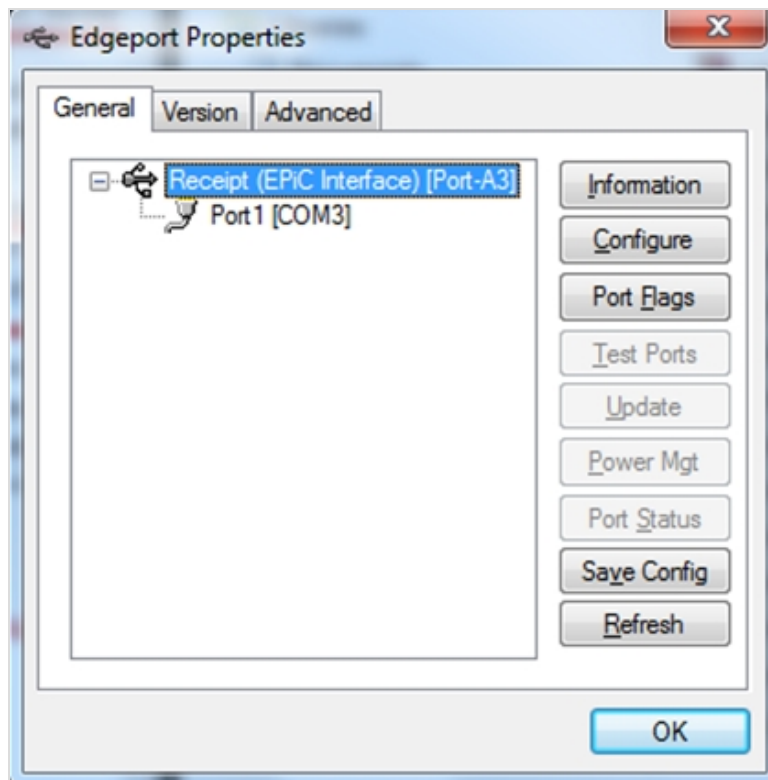 Edgeport Properties
General Version Advanced
Receipt (EPiC Interface) [Port-A3]
Port1 [COM3]
Information
Configure
Port Flags
Test Ports
Update
Power Mgt
Port Status
Save Config
Refresh
OK